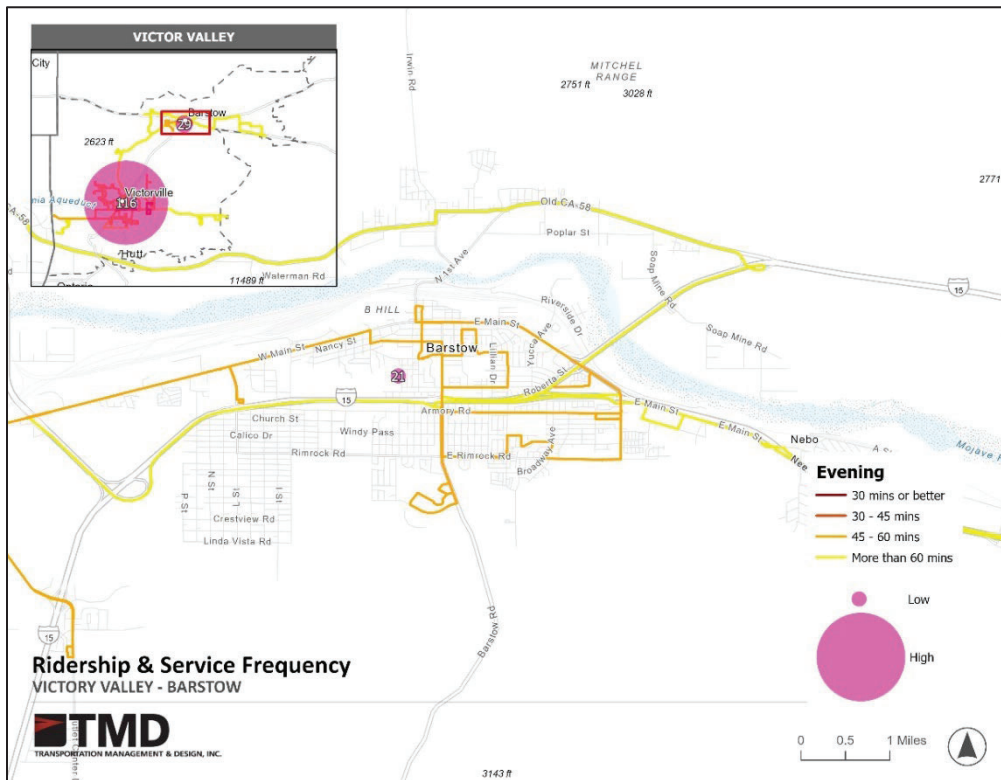 VICTOR VALLEY
City
Barstow
29
2623 ft
Victorville
116
nia Aqueduct
CA-58
11489 ft
Irwin Rd
MITCHEL
RANGE
2751 ft
3028 ft
2771
Old CA-58
Poplar St
Waterman Rd
N 1st Ave
Soap Mine Rd
15
Soap Mine Rd
Riverside Dr
B HILL
E Main St
Yucca Ave
Lillian Dr
W Main St
Nancy St
Barstow
21
Roberta St
15
Armory Rd
E Main St
E Main St
Church St
Calico Dr
Windy Pass
Rimrock Rd
E Rimrock Rd
Broadway Ave
Nebo
A St
Mojave R
Nee
P St
N St
L St
I St
Crestview Rd
Linda Vista Rd
15
Barstow Rd
Evening
30 mins or better
30 - 45 mins
45 - 60 mins
More than 60 mins
Low
High
Ridership & Service Frequency
VICTORY VALLEY - BARSTOW
TMD
TRANSPORTATION MANAGEMENT & DESIGN, INC.
3143 ft
0 0.5 1 Miles